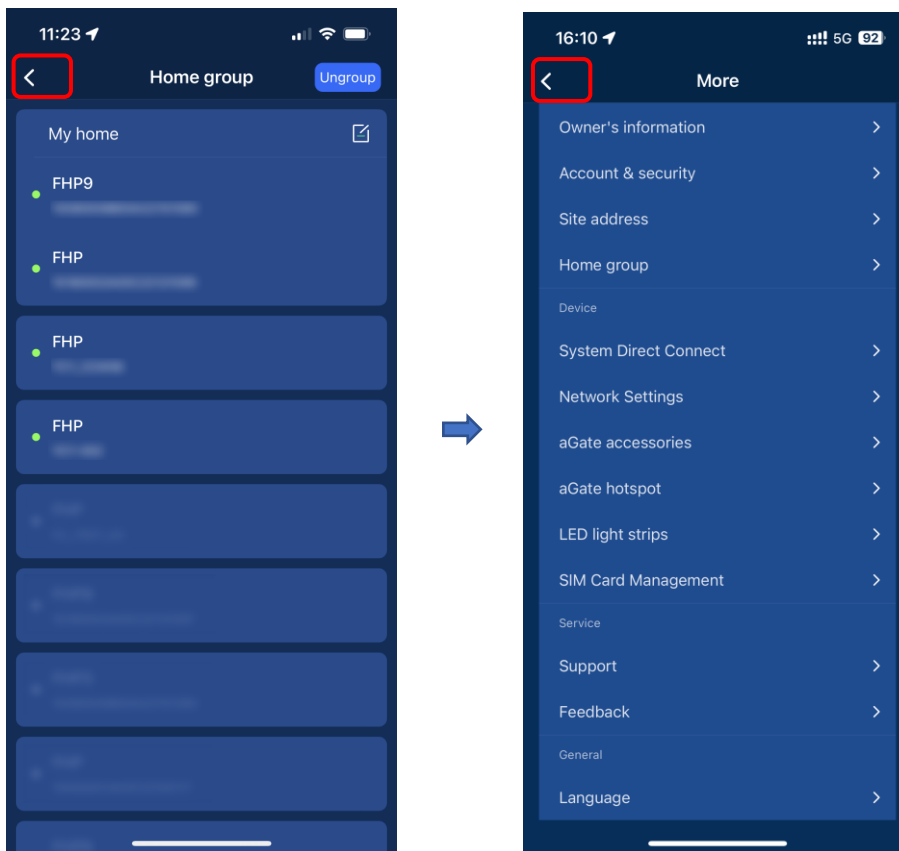 11:23
Home group
Ungroup
My home
FHP9
FHP
FHP
FHP
16:10
5G 92
More
Owner's information
Account & security
Site address
Home group
Device
System Direct Connect
Network Settings
aGate accessories
aGate hotspot
LED light strips
SIM Card Management
Service
Support
Feedback
General
Language